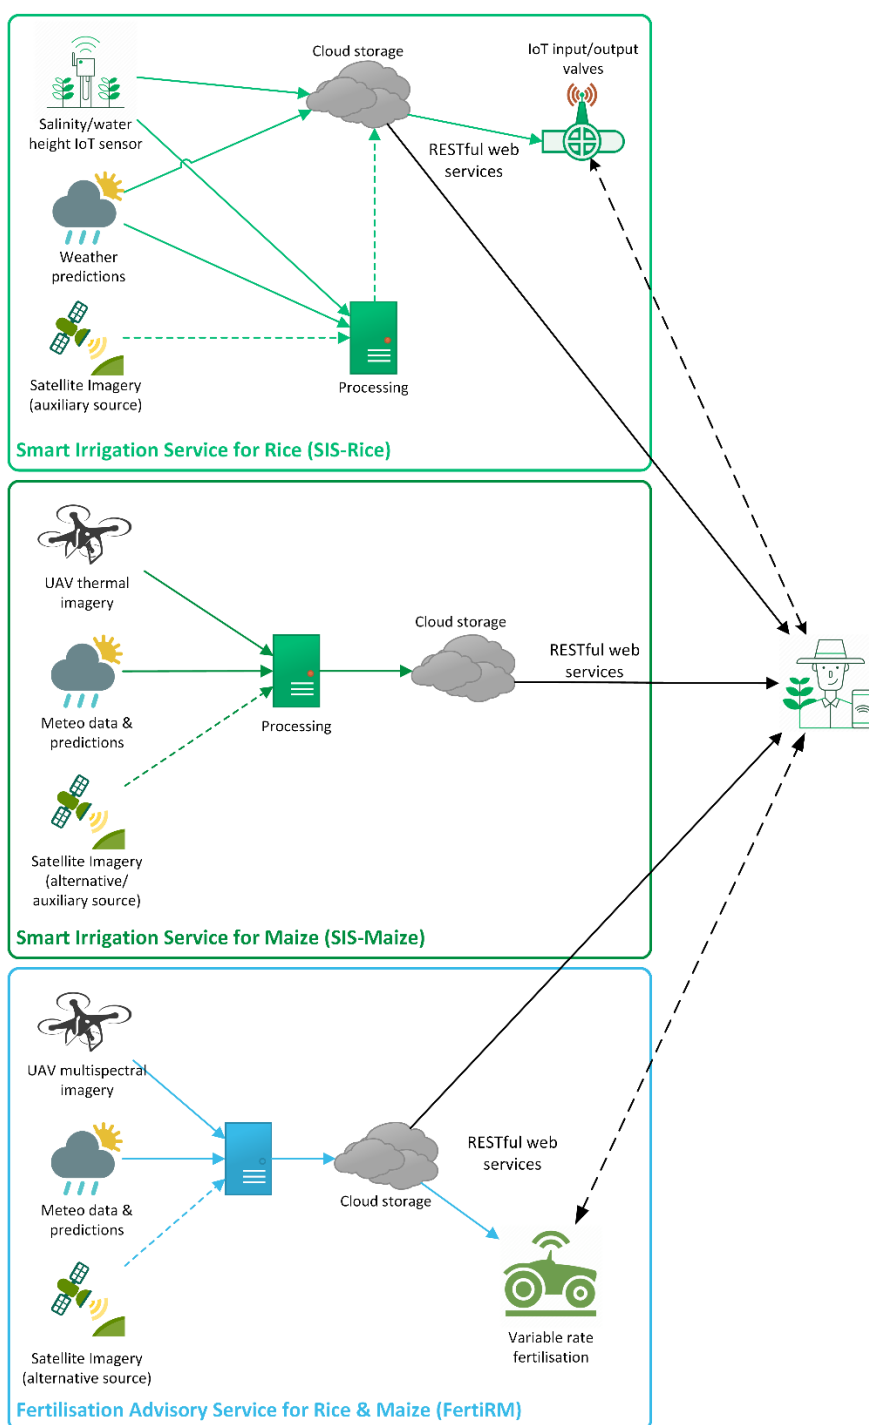 Cloud storage
IoT input/output
valves
Salinity/water
height IoT sensor
RESTful web
services
Weather
predictions
Satellite Imagery
(auxiliary source)
Processing
Smart Irrigation Service for Rice (SIS-Rice)
UAV thermal
imagery
Cloud storage
RESTful web
services
Meteo data &
predictions
Processing
Satellite Imagery
(alternative/
auxiliary source)
Smart Irrigation Service for Maize (SIS-Maize)
UAV multispectral
imagery
RESTful web
services
Meteo data &
predictions
Cloud storage
Satellite Imagery
(alternative source)
Variable rate
fertilisation
Fertilisation Advisory Service for Rice & Maize (FertiRM)